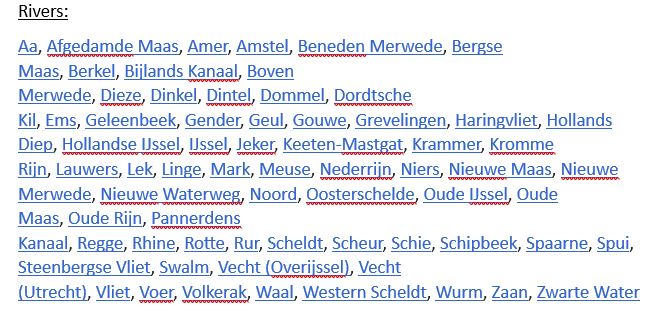 Rivers:
Aa, Afgedamde Maas, Amer, Amstel, Beneden Merwede, Bergse
Maas, Berkel, Bijlands Kanaal, Boven
Merwede, Dieze, Dinkel, Dintel, Dommel, Dordtsche
Kil, Ems, Geleenbeek, Gender, Geul, Gouwe, Grevelingen, Haringvliet, Hollands
Diep, Hollandse IJssel, IJssel, Jeker, Keeten-Mastgat, Krammer, Kromme
Rijn, Lauwers, Lek, Linge, Mark, Meuse, Nederrijn, Niers, Nieuwe Maas, Nieuwe
Merwede, Nieuwe Waterweg, Noord, Oosterschelde, Oude IJssel, Oude
Maas, Oude Rijn, Pannerdens
Kanaal, Regge, Rhine, Rotte, Rur, Scheldt, Scheur, Schie, Schipbeek, Spaarne, Spui,
Steenbergse Vliet, Swalm, Vecht (Overijssel), Vecht
(Utrecht), Vliet, Voer, Volkerak, Waal, Western Scheldt, Wurm, Zaan, Zwarte Water